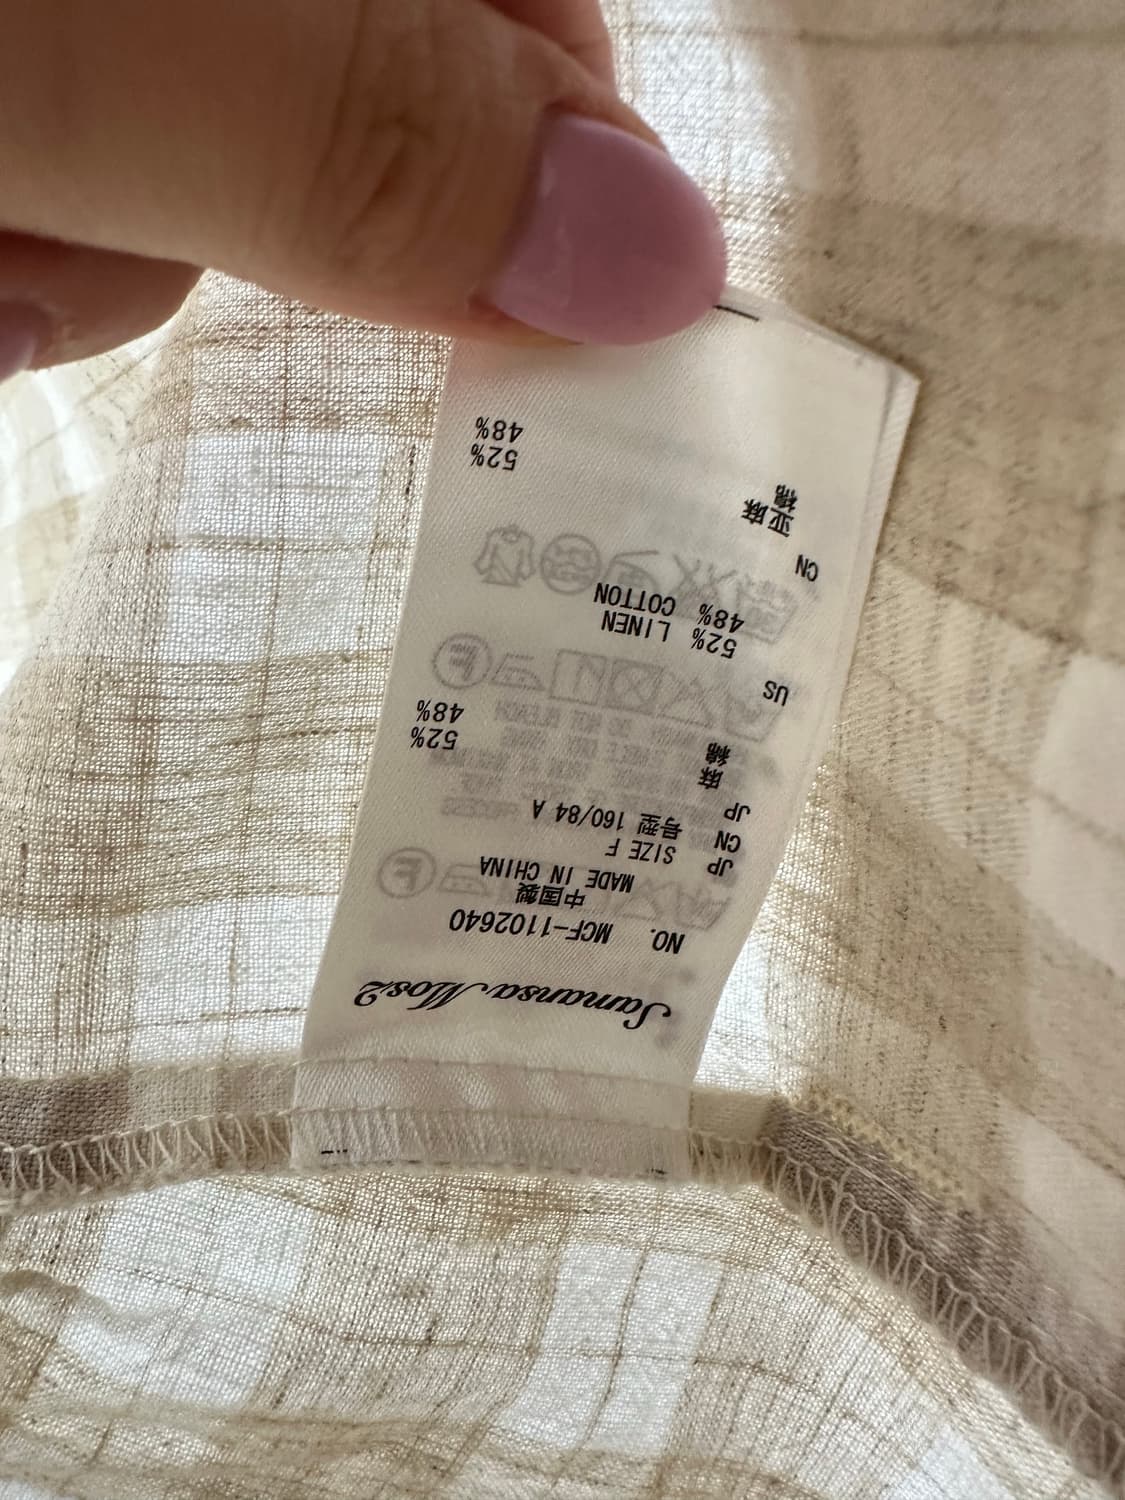 Samansa Mos2
NO. MCF-1102640
中国製
MADE IN CHINA
JP SIZE F
CN 号型 160/84 A
JP
麻 52%
綿 48%
US
52% LINEN
48% COTTON
CN
亚麻 52%
棉 48%